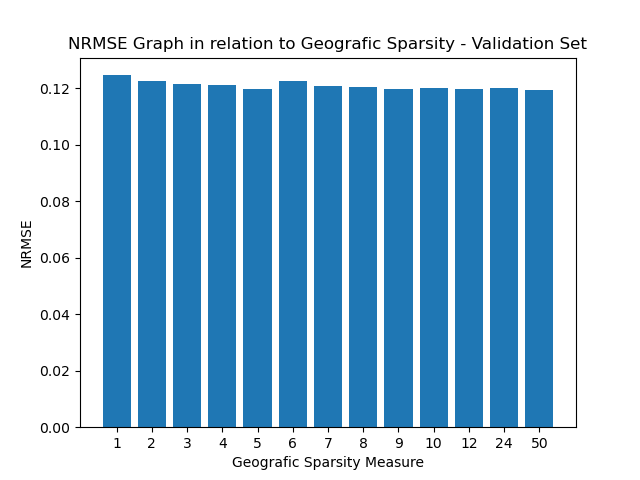 NRMSE Graph in relation to Geografic Sparsity - Validation Set
0.12
0.10
0.08
0.06
0.04
0.02
0.00
NRMSE
1 2 3 4 5 6 7 8 9 10 12 24 50
Geografic Sparsity Measure